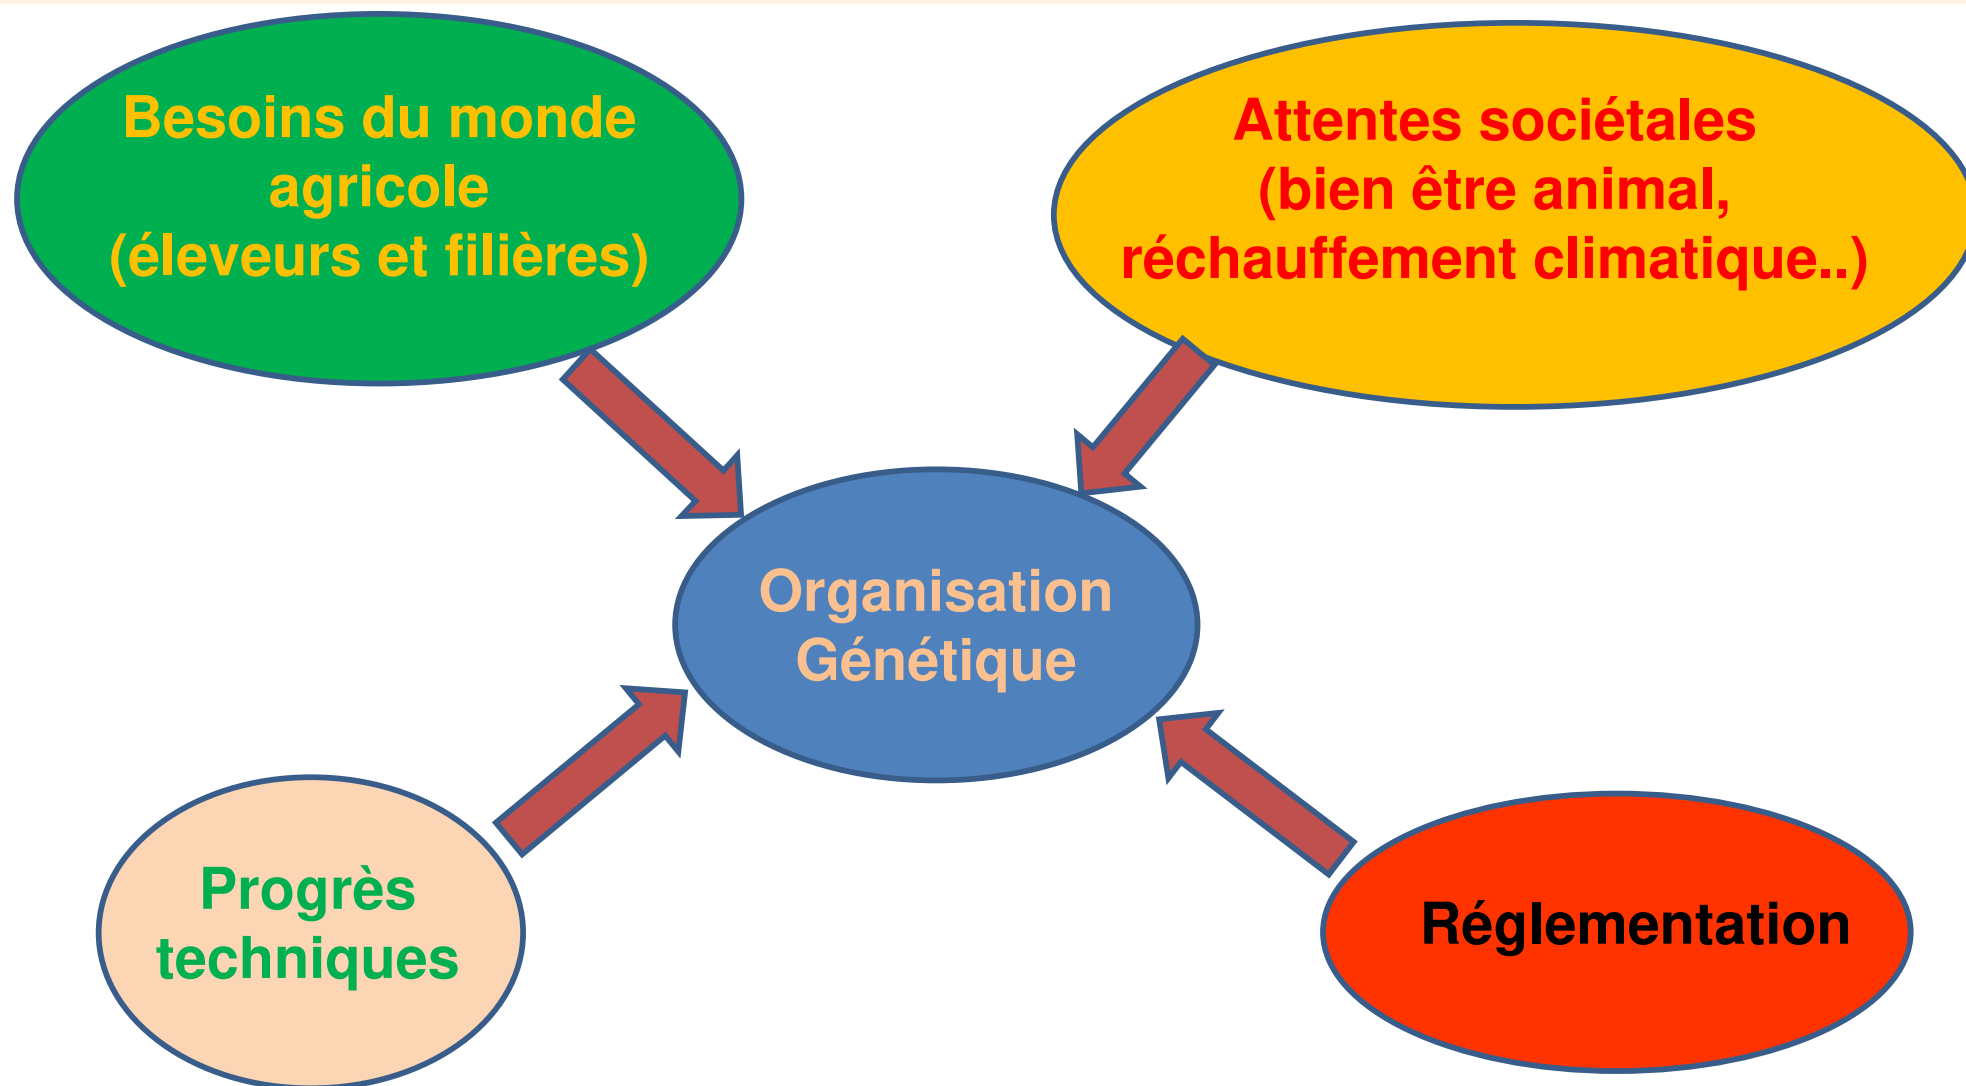 Besoins du monde
agricole
(éleveurs et filières)
Attentes sociétales
(bien être animal,
réchauffement climatique..)
Organisation
Génétique
Progrès
techniques
Réglementation